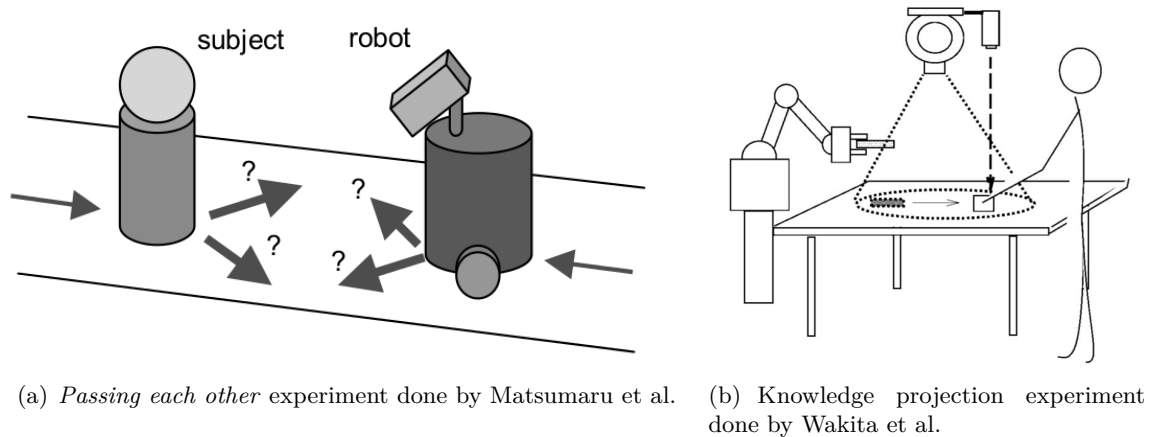 subject
robot
?
?
?
?
(a) Passing each other experiment done by Matsumaru et al.
(b) Knowledge projection experiment
done by Wakita et al.